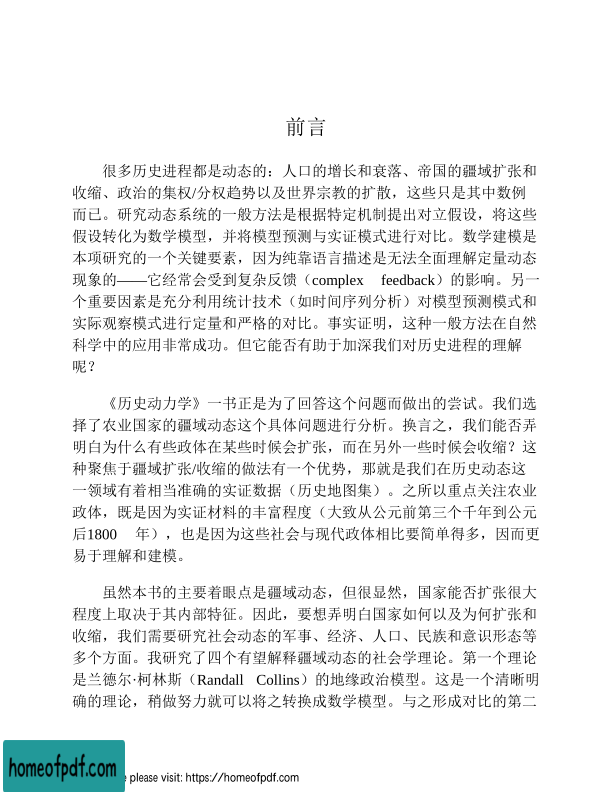 前言
很多历史进程都是动态的：人口的增长和衰落、帝国的疆域扩张和
收缩、政治的集权/分权趋势以及世界宗教的扩散，这些只是其中数例
而已。研究动态系统的一般方法是根据特定机制提出对立假设，将这些
假设转化为数学模型，并将模型预测与实证模式进行对比。数学建模是
本项研究的一个关键要素，因为纯靠语言描述是无法全面理解定量动态
现象的——它经常会受到复杂反馈（complex feedback）的影响。另一
个重要因素是充分利用统计技术（如时间序列分析）对模型预测模式和
实际观察模式进行定量和严格的对比。事实证明，这种一般方法在自然
科学中的应用非常成功。但它能否有助于加深我们对历史进程的理解
呢？
《历史动力学》一书正是为了回答这个问题而做出的尝试。我们选
择了农业国家的疆域动态这个具体问题进行分析。换言之，我们能否弄
明白为什么有些政体在某些时候会扩张，而在另外一些时候会收缩？这
种聚焦于疆域扩张/收缩的做法有一个优势，那就是我们在历史动态这
一领域有着相当准确的实证数据（历史地图集）。之所以重点关注农业
政体，既是因为实证材料的丰富程度（大致从公元前第三个千年到公元
后1800 年），也是因为这些社会与现代政体相比要简单得多，因而更
易于理解和建模。
虽然本书的主要着眼点是疆域动态，但很显然，国家能否扩张很大
程度上取决于其内部特征。因此，要想弄明白国家如何以及为何扩张和
收缩，我们需要研究社会动态的军事、经济、人口、民族和意识形态等
多个方面。我研究了四个有望解释疆域动态的社会学理论。第一个理论
是兰德尔·柯林斯（Randall Collins）的地缘政治模型。这是一个清晰明
确的理论，稍做努力就可以将之转换成数学模型。与之形成对比的第二
homeofpdf.com
e please visit: https://homeofpdf.com